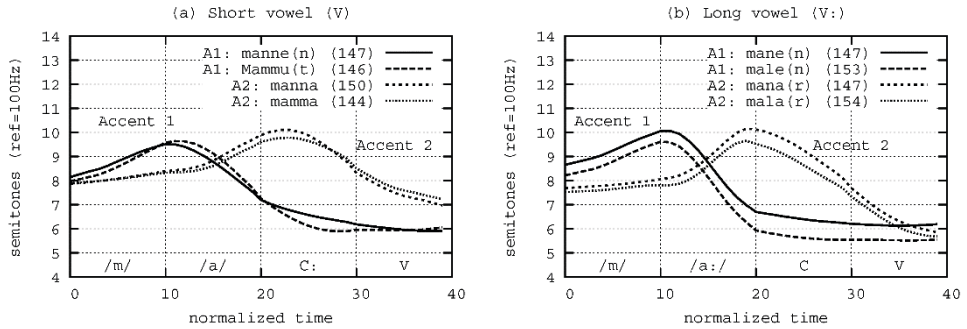 (a) Short vowel (V)
semitones (ref=100Hz)
14
13
12
11
10
9
8
7
6
5
4
A1: manne(n) (147)
A1: Mammu(t) (146)
A2: manna (150)
A2: mamma (144)
Accent 1
Accent 2
/m/ /a/ C: V
0 10 20 30 40
normalized time
(b) Long vowel (V:)
semitones (ref=100Hz)
14
13
12
11
10
9
8
7
6
5
4
A1: mane(n) (147)
A1: male(n) (153)
A2: mana(r) (147)
A2: mala(r) (154)
Accent 1
Accent 2
/m/ /a:/ C V
0 10 20 30 40
normalized time